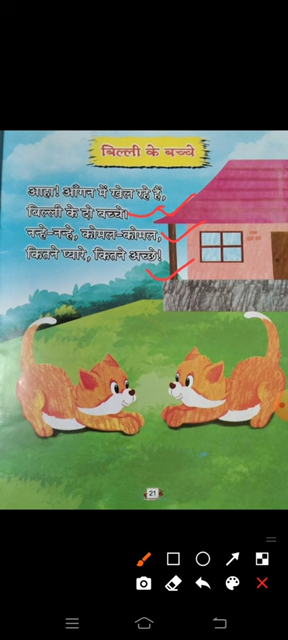 बिल्ली के बच्चे
आहा! आँगन में खेल रहे हैं,
बिल्ली के दो बच्चे।
नन्हे-नन्हे, कोमल-कोमल,
कितने प्यारे, कितने अच्छे!
21